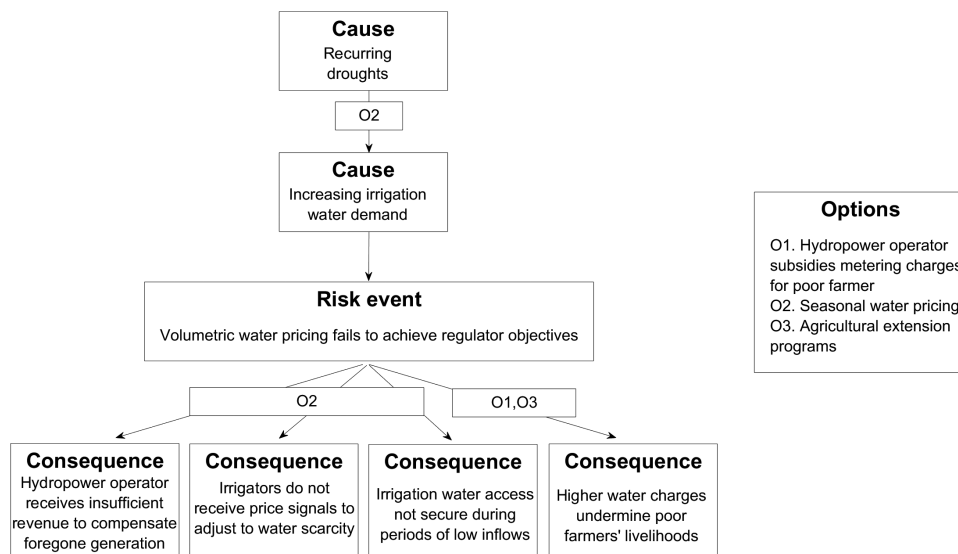 Cause
Recurring
droughts
O2
Cause
Increasing irrigation
water demand
Risk event
Volumetric water pricing fails to achieve regulator objectives
O2
O1,O3
Consequence
Hydropower operator
receives insufficient
revenue to compensate
foregone generation
Consequence
Irrigators do not
receive price signals to
adjust to water scarcity
Consequence
Irrigation water access
not secure during
periods of low inflows
Consequence
Higher water charges
undermine poor
farmers' livelihoods
Options
O1. Hydropower operator
subsidies metering charges
for poor farmer
O2. Seasonal water pricing
O3. Agricultural extension
programs